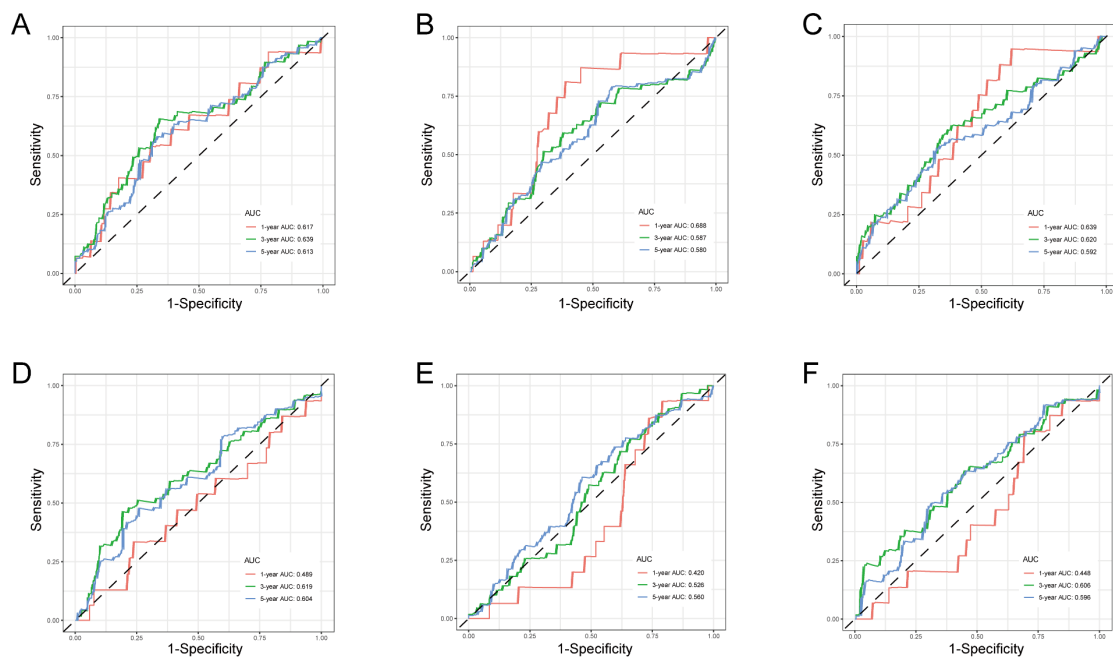 A
1.00
0.75
0.50
0.25
0.00
Sensitivity
AUC
1-year AUC: 0.617
3-year AUC: 0.639
5-year AUC: 0.613
0.00 0.25 0.50 0.75 1.00
1-Specificity
B
1.00
0.75
0.50
0.25
0.00
Sensitivity
AUC
1-year AUC: 0.688
3-year AUC: 0.587
5-year AUC: 0.580
0.00 0.25 0.50 0.75 1.00
1-Specificity
C
1.00
0.75
0.50
0.25
0.00
Sensitivity
AUC
1-year AUC: 0.639
3-year AUC: 0.620
5-year AUC: 0.592
0.00 0.25 0.50 0.75 1.00
1-Specificity
D
1.00
0.75
0.50
0.25
0.00
Sensitivity
AUC
1-year AUC: 0.489
3-year AUC: 0.619
5-year AUC: 0.604
0.00 0.25 0.50 0.75 1.00
1-Specificity
E
1.00
0.75
0.50
0.25
0.00
Sensitivity
AUC
1-year AUC: 0.420
3-year AUC: 0.526
5-year AUC: 0.560
0.00 0.25 0.50 0.75 1.00
1-Specificity
F
1.00
0.75
0.50
0.25
0.00
Sensitivity
AUC
1-year AUC: 0.448
3-year AUC: 0.606
5-year AUC: 0.596
0.00 0.25 0.50 0.75 1.00
1-Specificity